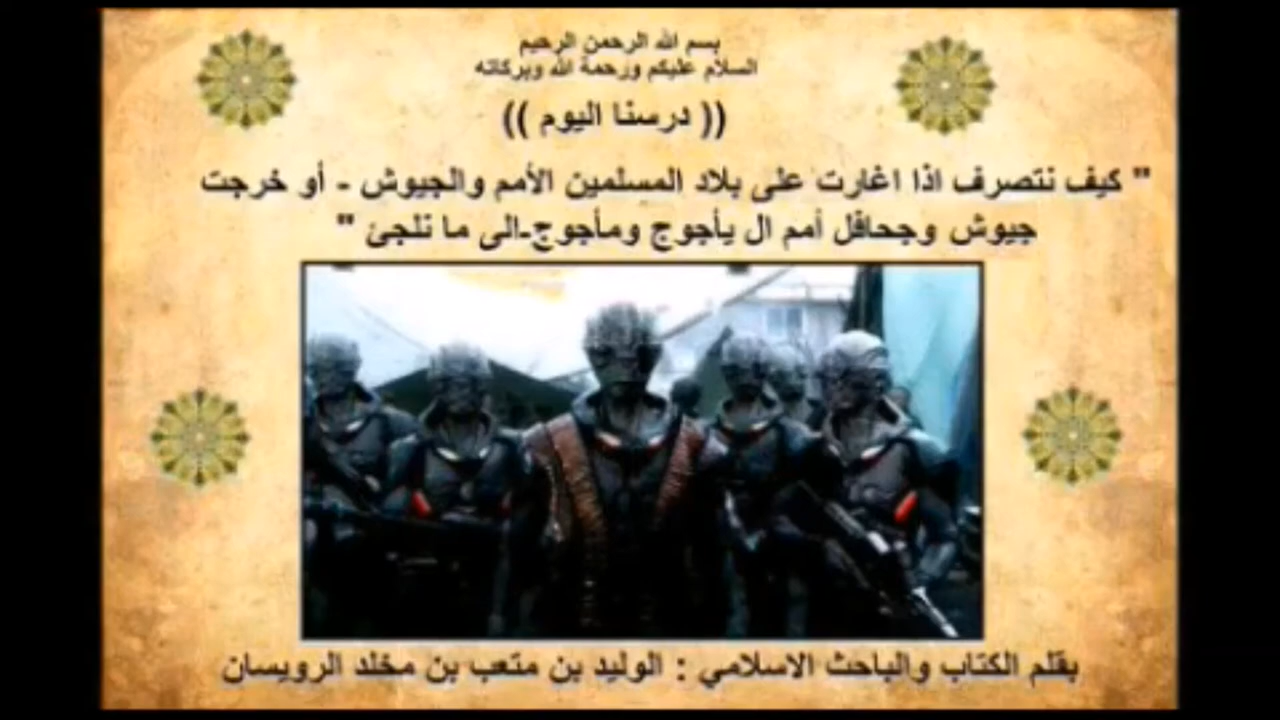 بسم الله الرحمن الرحيم
السلام عليكم ورحمة الله وبركاته
(( درسنا اليوم ))
" كيف نتصرف اذا اغارت على بلاد المسلمين الأمم والجيوش - أو خرجت
جيوش وجحافل أمم ال يأجوج ومأجوج-الى ما نلجئ "
بقلم الكتاب والباحث الاسلامي : الوليد بن متعب بن مخلد الرويسان